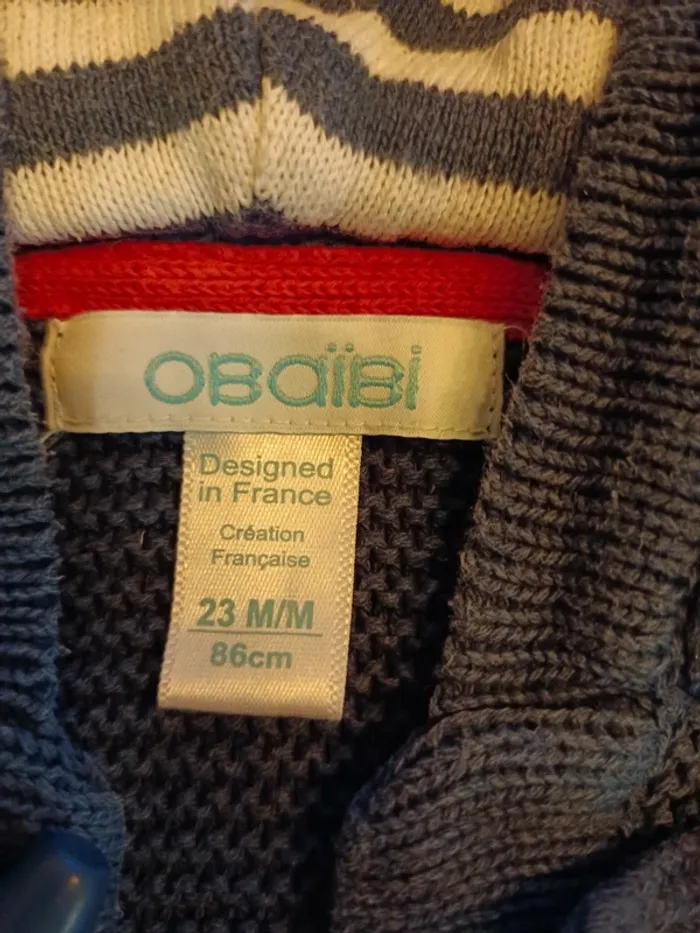 OBaïBi
Designed
in France
Création
Française
23 M/M
86cm